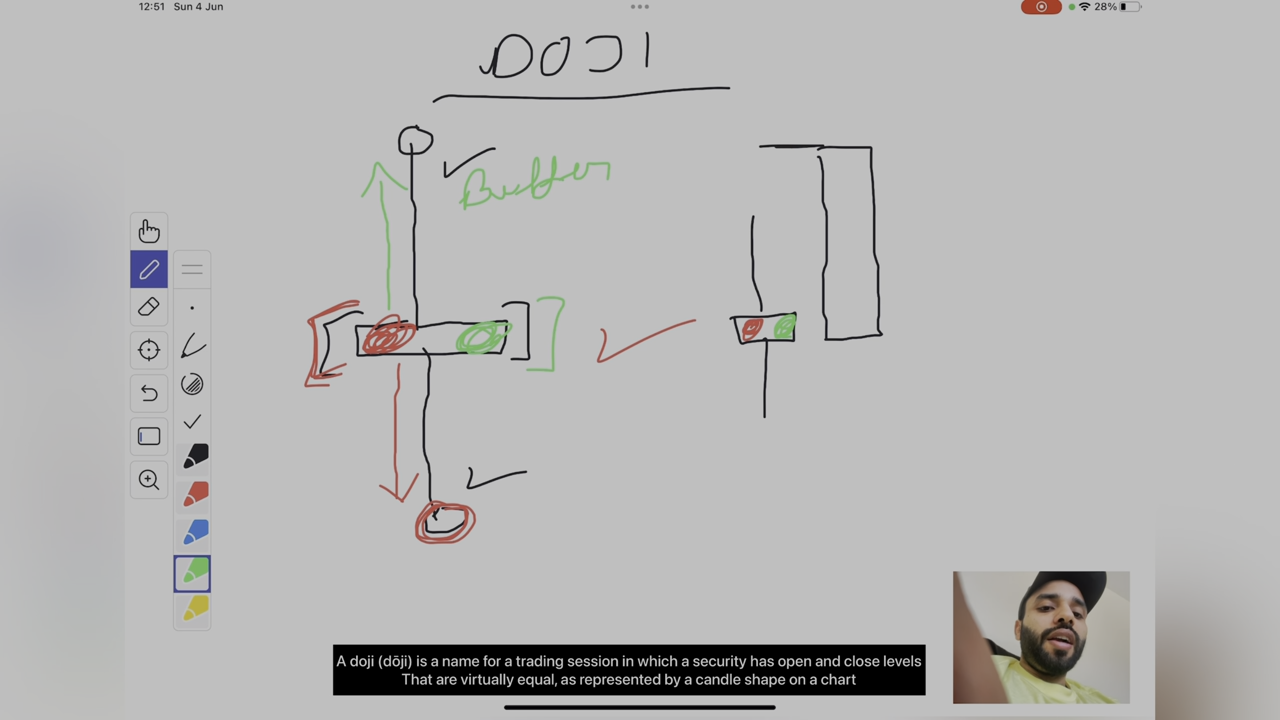 12:51 Sun 4 Jun
28%
DOJI
Buffer
A doji (dōji) is a name for a trading session in which a security has open and close levels
That are virtually equal, as represented by a candle shape on a chart